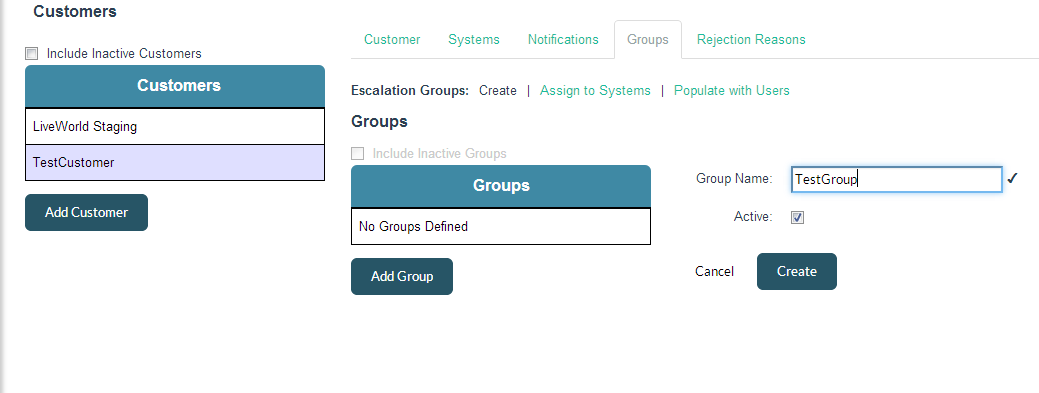 Customers
Include Inactive Customers
Customers
LiveWorld Staging
TestCustomer
Add Customer
Customer Systems Notifications Groups Rejection Reasons
Escalation Groups: Create | Assign to Systems | Populate with Users
Groups
Include Inactive Groups
Groups
No Groups Defined
Add Group
Group Name: TestGroup ✓
Active:
Cancel Create